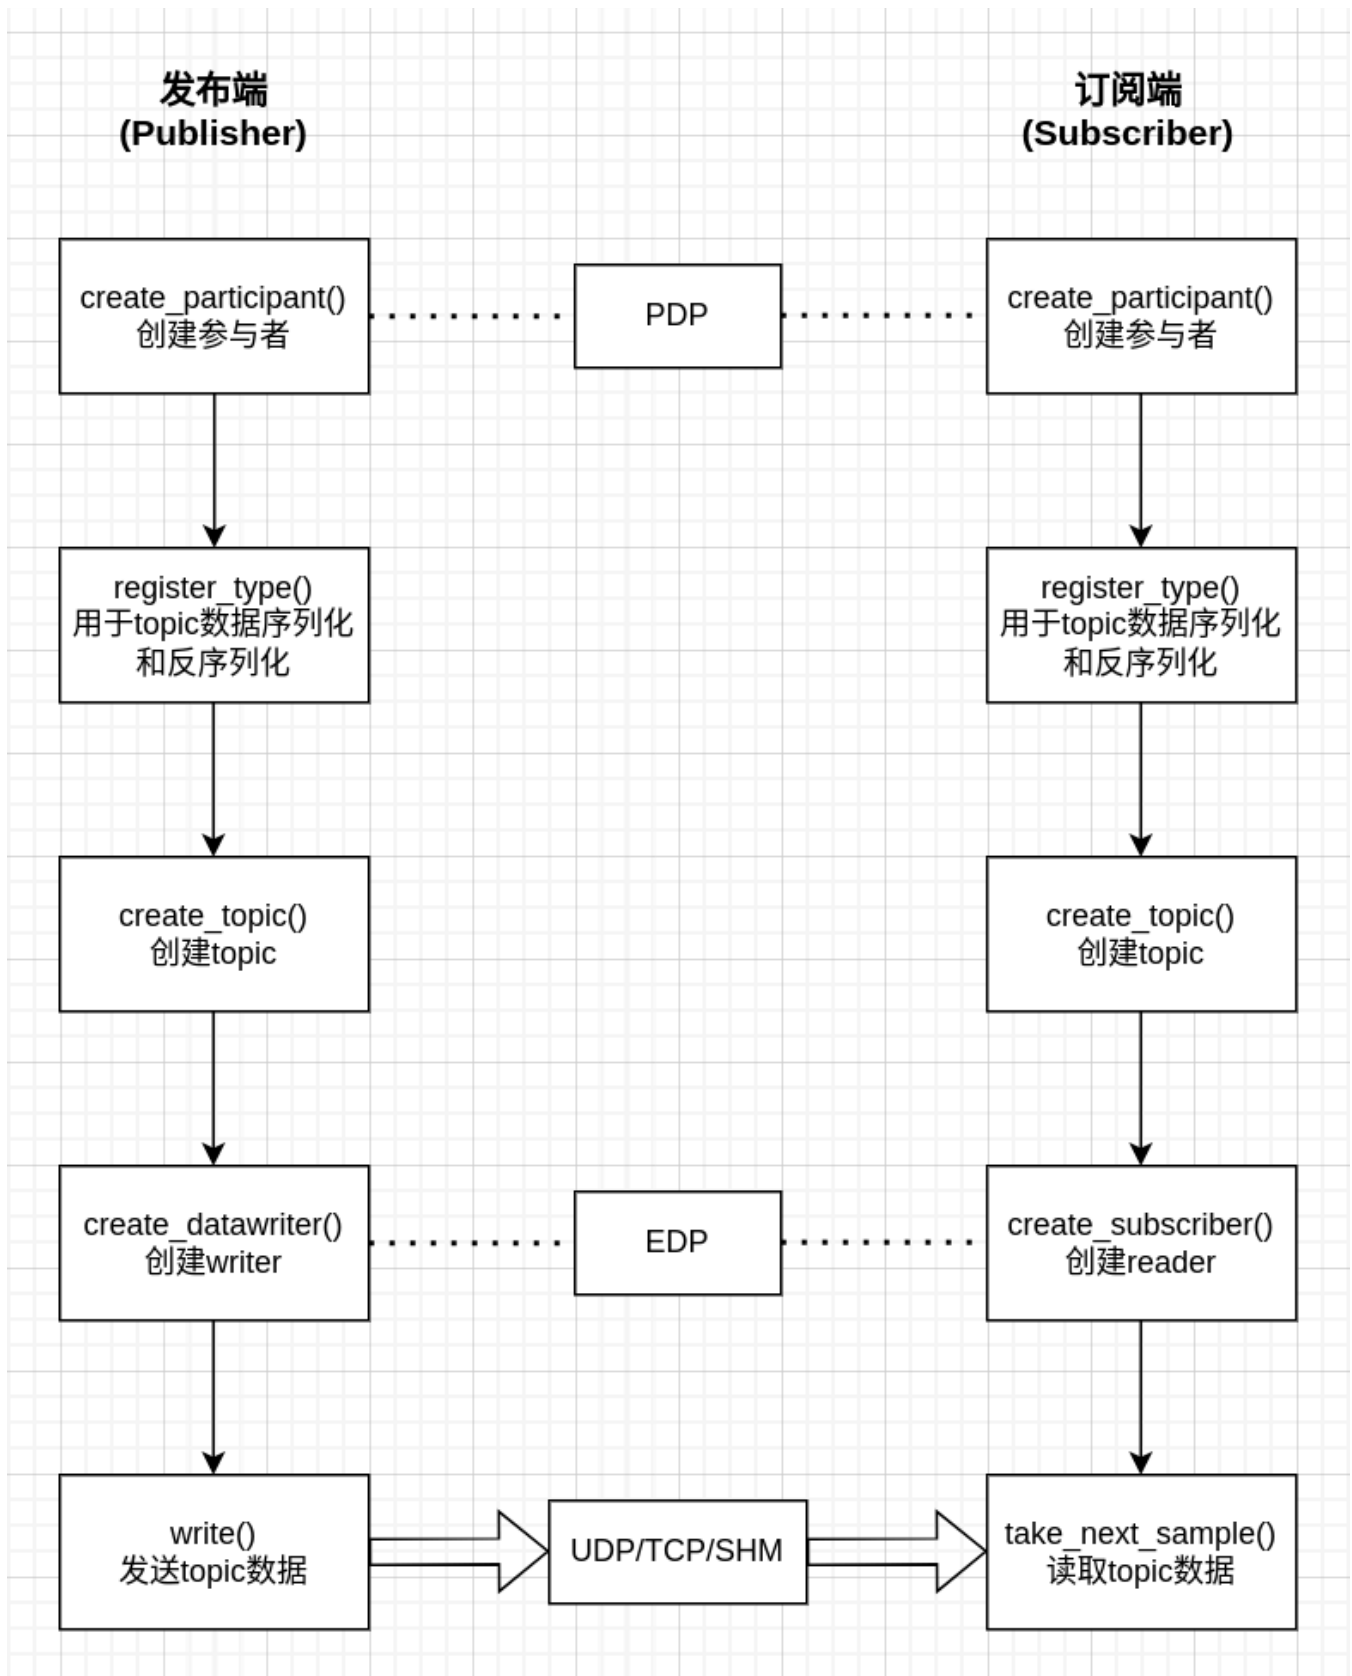 发布端
(Publisher)
订阅端
(Subscriber)
create_participant()
创建参与者
PDP
create_participant()
创建参与者
register_type()
用于topic数据序列化
和反序列化
register_type()
用于topic数据序列化
和反序列化
create_topic()
创建topic
create_topic()
创建topic
create_datawriter()
创建writer
EDP
create_subscriber()
创建reader
write()
发送topic数据
UDP/TCP/SHM
take_next_sample()
读取topic数据